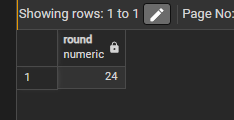 Showing rows: 1 to 1
Page No:
round
numeric
1
24